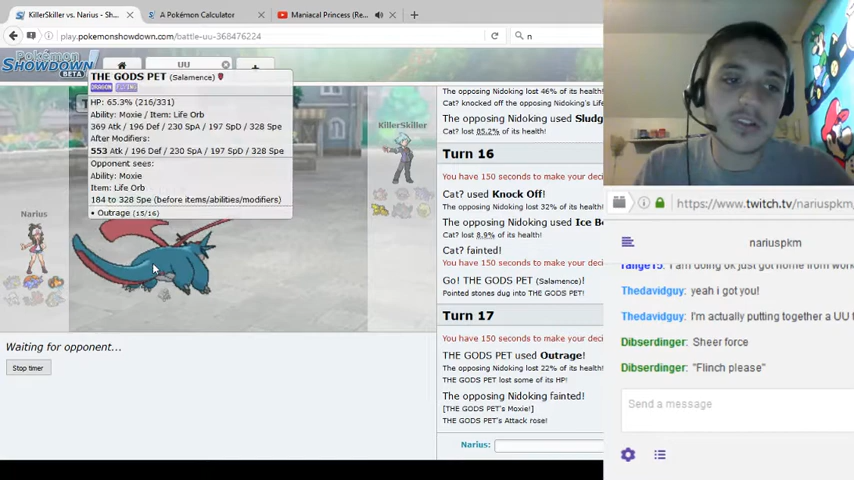 KillerSkiller vs. Narius - Sh...
A Pokémon Calculator
Maniacal Princess (Re
play.pokemonshowdown.com/battle-uu-368476224
n
Pokémon
Showdown
BETA
UU
THE GODS PET (Salamence)
DRAGON FLYING
HP: 65.3% (216/331)
Ability: Moxie / Item: Life Orb
369 Atk / 196 Def / 230 SpA / 197 SpD / 328 Spe
After Modifiers:
553 Atk / 196 Def / 230 SpA / 197 SpD / 328 Spe
Opponent sees:
Ability: Moxie
Item: Life Orb
184 to 328 Spe (before items/abilities/modifiers)
• Outrage (15/16)
KillerSkiller
Narius
Waiting for opponent...
Stop timer
The opposing Nidoking lost 46% of its health!
Cat? knocked off the opposing Nidoking's Life
The opposing Nidoking used Sludg
Cat? lost 85.2% of its health!
Turn 16
You have 150 seconds to make your deci
Cat? used Knock Off!
The opposing Nidoking lost 32% of its health!
The opposing Nidoking used Ice Be
Cat? lost 8.9% of its health!
Cat? fainted!
You have 150 seconds to make your deci
Go! THE GODS PET (Salamence)!
Pointed stones dug into THE GODS PET!
Turn 17
You have 150 seconds to make your deci
THE GODS PET used Outrage!
The opposing Nidoking lost 22% of its health!
THE GODS PET lost some of its HP!
The opposing Nidoking fainted!
[THE GODS PET's Moxie!]
THE GODS PET's Attack rose!
Narius:
https://www.twitch.tv/nariuspkm
nariuspkm
range15: I am doing ok just got home from work
Thedavidguy: yeah i got you!
Thedavidguy: I'm actually putting together a UU t
Dibserdinger: Sheer force
Dibserdinger: "Flinch please"
Send a message